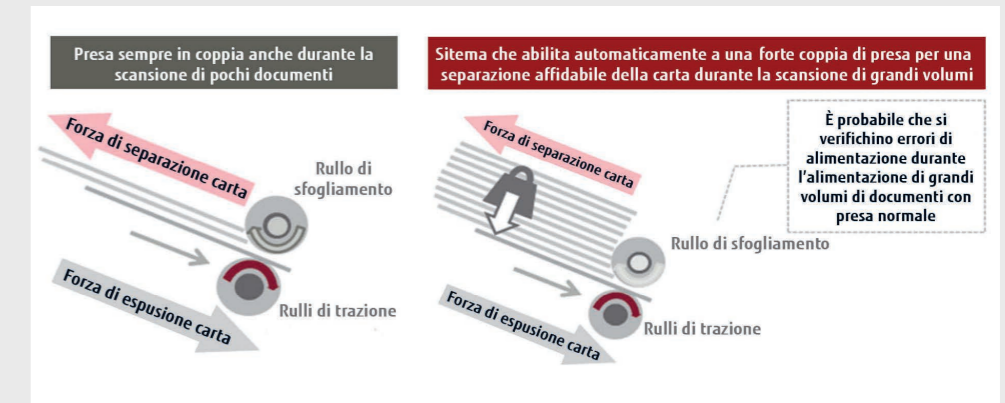 Presa sempre in coppia anche durante la
scansione di pochi documenti
Forza di separazione carta
Rullo di
sfogliamento
Rulli di trazione
Forza di espusione carta
Sitema che abilita automaticamente a una forte coppia di presa per una
separazione affidabile della carta durante la scansione di grandi volumi
È probabile che si
verifichino errori di
alimentazione durante
l'alimentazione di grandi
volumi di documenti con
presa normale
Forza di separazione carta
Rullo di sfogliamento
Rulli di trazione
Forza di espusione carta